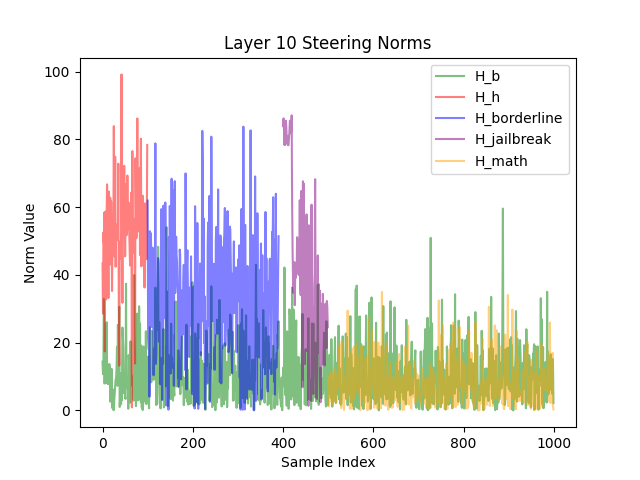 Layer 10 Steering Norms
H_b
H_h
H_borderline
H_jailbreak
H_math
Norm Value
100
80
60
40
20
0
0
200
400
600
800
1000
Sample Index